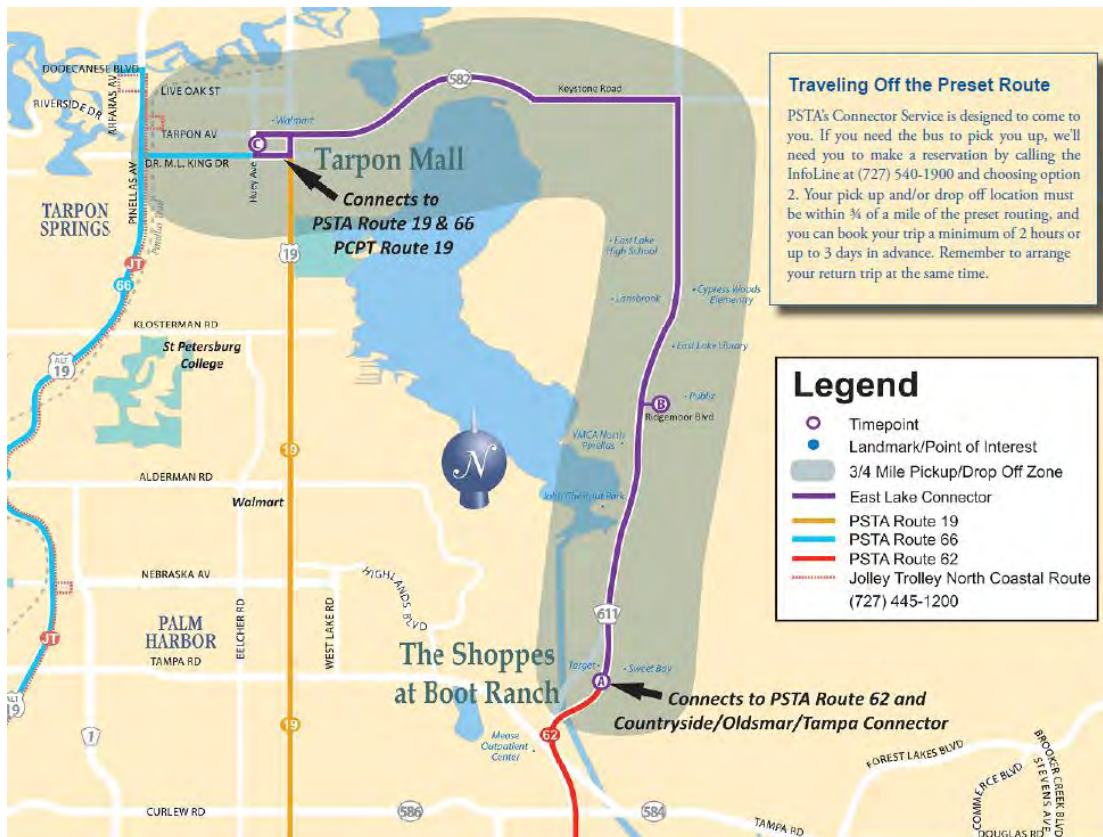 DODECANESE BLVD
ARFARAS AV
RIVERSIDE DR
LIVE OAK ST
TARPON AV
DR. M.L. KING DR
PINELLAS AV
Huey Ave
C
Walmart
Tarpon Mall
582
Keystone Road
Connects to
PSTA Route 19 & 66
PCPT Route 19
TARPON
SPRINGS
JT
66
19
East Lake
High School
Cypress Woods
Elementry
Lansbrook
East Lake Library
KLOSTERMAN RD
St Petersburg
College
ALT
19
Publix
B
Ridgemoor Blvd
YMCA North
Pinellas
19
N
ALDERMAN RD
John Chestnut Park
Walmart
NEBRASKA AV
HIGHLANDS BLVD
PALM
HARBOR
JT
BELCHER RD
WEST LAKE RD
611
TAMPA RD
The Shoppes
at Boot Ranch
Target
Sweet Bay
A
Connects to PSTA Route 62 and
Countryside/Oldsmar/Tampa Connector
ALT
19
1
19
62
Mease
Outpatient
Center
CURLEW RD
586
584
TAMPA RD
FOREST LAKES BLVD
COMMERCE BLVD
BROOKER CREEK BLVD
STEVENS AVE
DOUGLAS RD
Traveling Off the Preset Route
PSTA's Connector Service is designed to come to
you. If you need the bus to pick you up, we'll
need you to make a reservation by calling the
InfoLine at (727) 540-1900 and choosing option
2. Your pick up and/or drop off location must
be within ¾ of a mile of the preset routing, and
you can book your trip a minimum of 2 hours or
up to 3 days in advance. Remember to arrange
your return trip at the same time.
Legend
Timepoint
Landmark/Point of Interest
3/4 Mile Pickup/Drop Off Zone
East Lake Connector
PSTA Route 19
PSTA Route 66
PSTA Route 62
Jolley Trolley North Coastal Route
(727) 445-1200